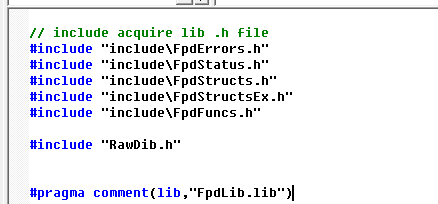 // include acquire lib .h file
#include "include\FpdErrors.h"
#include "include\FpdStatus.h"
#include "include\FpdStructs.h"
#include "include\FpdStructsEx.h"
#include "include\FpdFuncs.h"
#include "RawDib.h"
#pragma comment(lib,"FpdLib.lib")